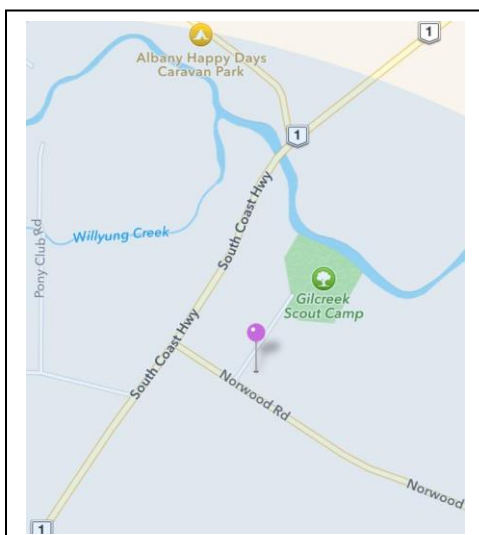 1
Albany Happy Days
Caravan Park
1
South Coast Hwy
Pony Club Rd
Willyung Creek
Gilcreek
Scout Camp
South Coast Hwy
Norwood Rd
Norwood
1